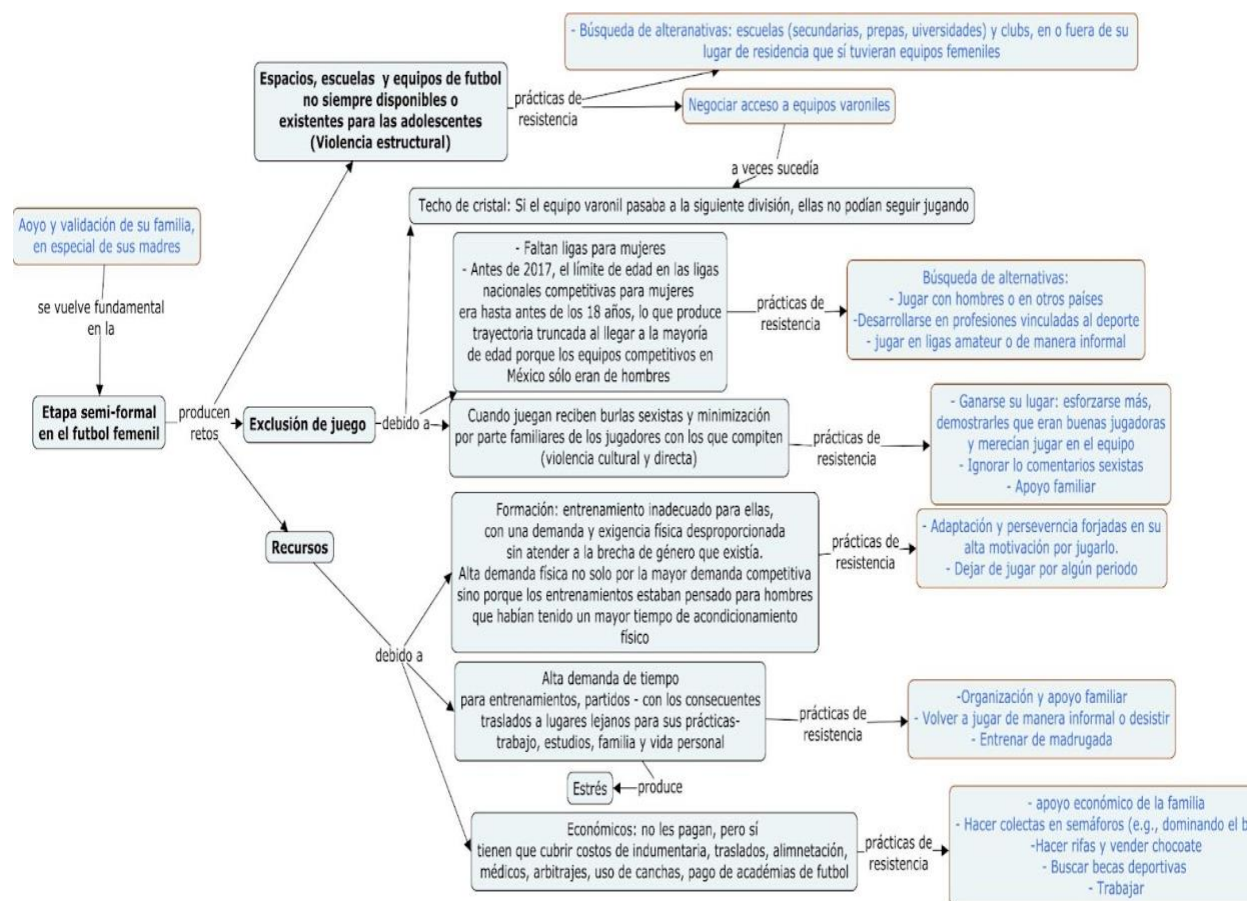 - Búsqueda de alteranativas: escuelas (secundarias, prepas, uiversidades) y clubs, en o fuera de su
lugar de residencia que sí tuvieran equipos femeniles
Espacios, escuelas y equipos de futbol
no siempre disponibles o
existentes para las adolescentes
(Violencia estructural)
prácticas de
resistencia
Negociar acceso a equipos varoniles
a veces sucedía
Techo de cristal: Si el equipo varonil pasaba a la siguiente división, ellas no podían seguir jugando
Aoyo y validación de su familia,
en especial de sus madres
se vuelve fundamental
en la
Etapa semi-formal
en el futbol femenil
producen
retos
Exclusión de juego
debido a
- Faltan ligas para mujeres
- Antes de 2017, el límite de edad en las ligas
nacionales competitivas para mujeres
era hasta antes de los 18 años, lo que produce
trayectoria truncada al llegar a la mayoría
de edad porque los equipos competitivos en
México sólo eran de hombres
prácticas de
resistencia
Búsqueda de alternativas:
- Jugar con hombres o en otros países
-Desarrollarse en profesiones vinculadas al deporte
- jugar en ligas amateur o de manera informal
Cuando juegan reciben burlas sexistas y minimización
por parte familiares de los jugadores con los que compiten
(violencia cultural y directa)
prácticas de
resistencia
- Ganarse su lugar: esforzarse más,
demostrarles que eran buenas jugadoras
y merecían jugar en el equipo
- Ignorar lo comentarios sexistas
- Apoyo familiar
Recursos
debido a
Formación: entrenamiento inadecuado para ellas,
con una demanda y exigencia física desproporcionada
sin atender a la brecha de género que existía.
Alta demanda física no solo por la mayor demanda competitiva
sino porque los entrenamientos estaban pensado para hombres
que habían tenido un mayor tiempo de acondicionamiento
físico
prácticas de
resistencia
- Adaptación y perseverncia forjadas en su
alta motivación por jugarlo.
- Dejar de jugar por algún periodo
Alta demanda de tiempo
para entrenamientos, partidos - con los consecuentes
traslados a lugares lejanos para sus prácticas-
trabajo, estudios, familia y vida personal
prácticas de
resistencia
-Organización y apoyo familiar
- Volver a jugar de manera informal o desistir
- Entrenar de madrugada
produce
Estrés
Económicos: no les pagan, pero sí
tienen que cubrir costos de indumentaria, traslados, alimnetación,
médicos, arbitrajes, uso de canchas, pago de académias de futbol
prácticas de
resistencia
- apoyo económico de la familia
- Hacer colectas en semáforos (e.g., dominando el b
-Hacer rifas y vender chocoate
- Buscar becas deportivas
- Trabajar